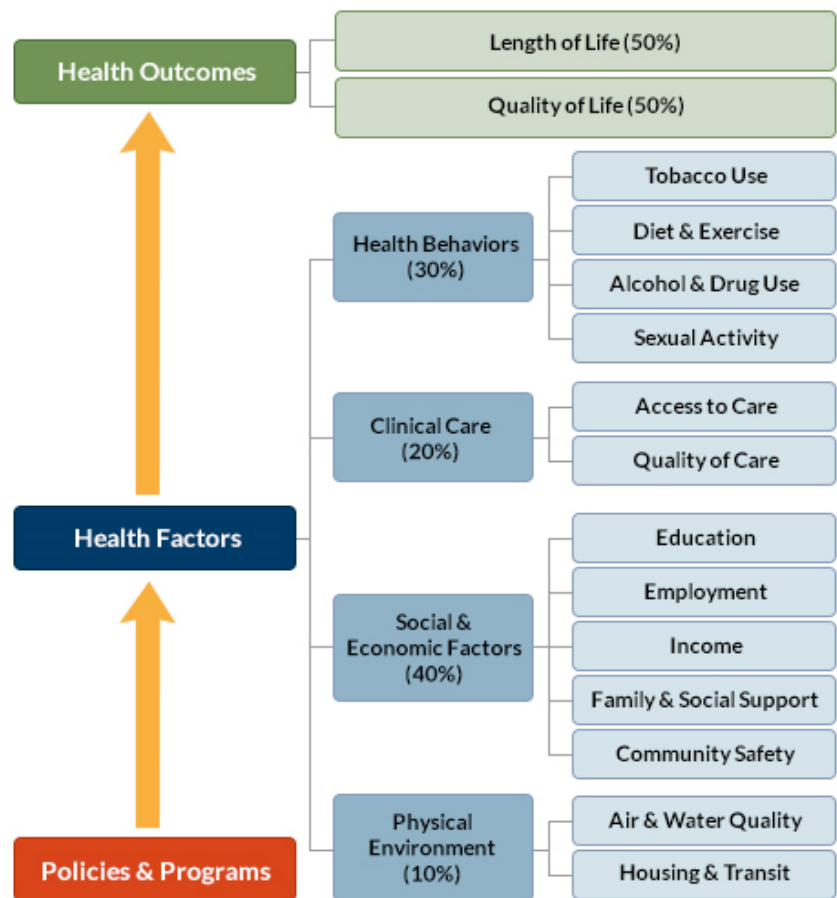 Health Outcomes
Length of Life (50%)
Quality of Life (50%)
Health Factors
Health Behaviors
(30%)
Tobacco Use
Diet & Exercise
Alcohol & Drug Use
Sexual Activity
Clinical Care
(20%)
Access to Care
Quality of Care
Social &
Economic Factors
(40%)
Education
Employment
Income
Family & Social Support
Community Safety
Physical
Environment
(10%)
Air & Water Quality
Housing & Transit
Policies & Programs